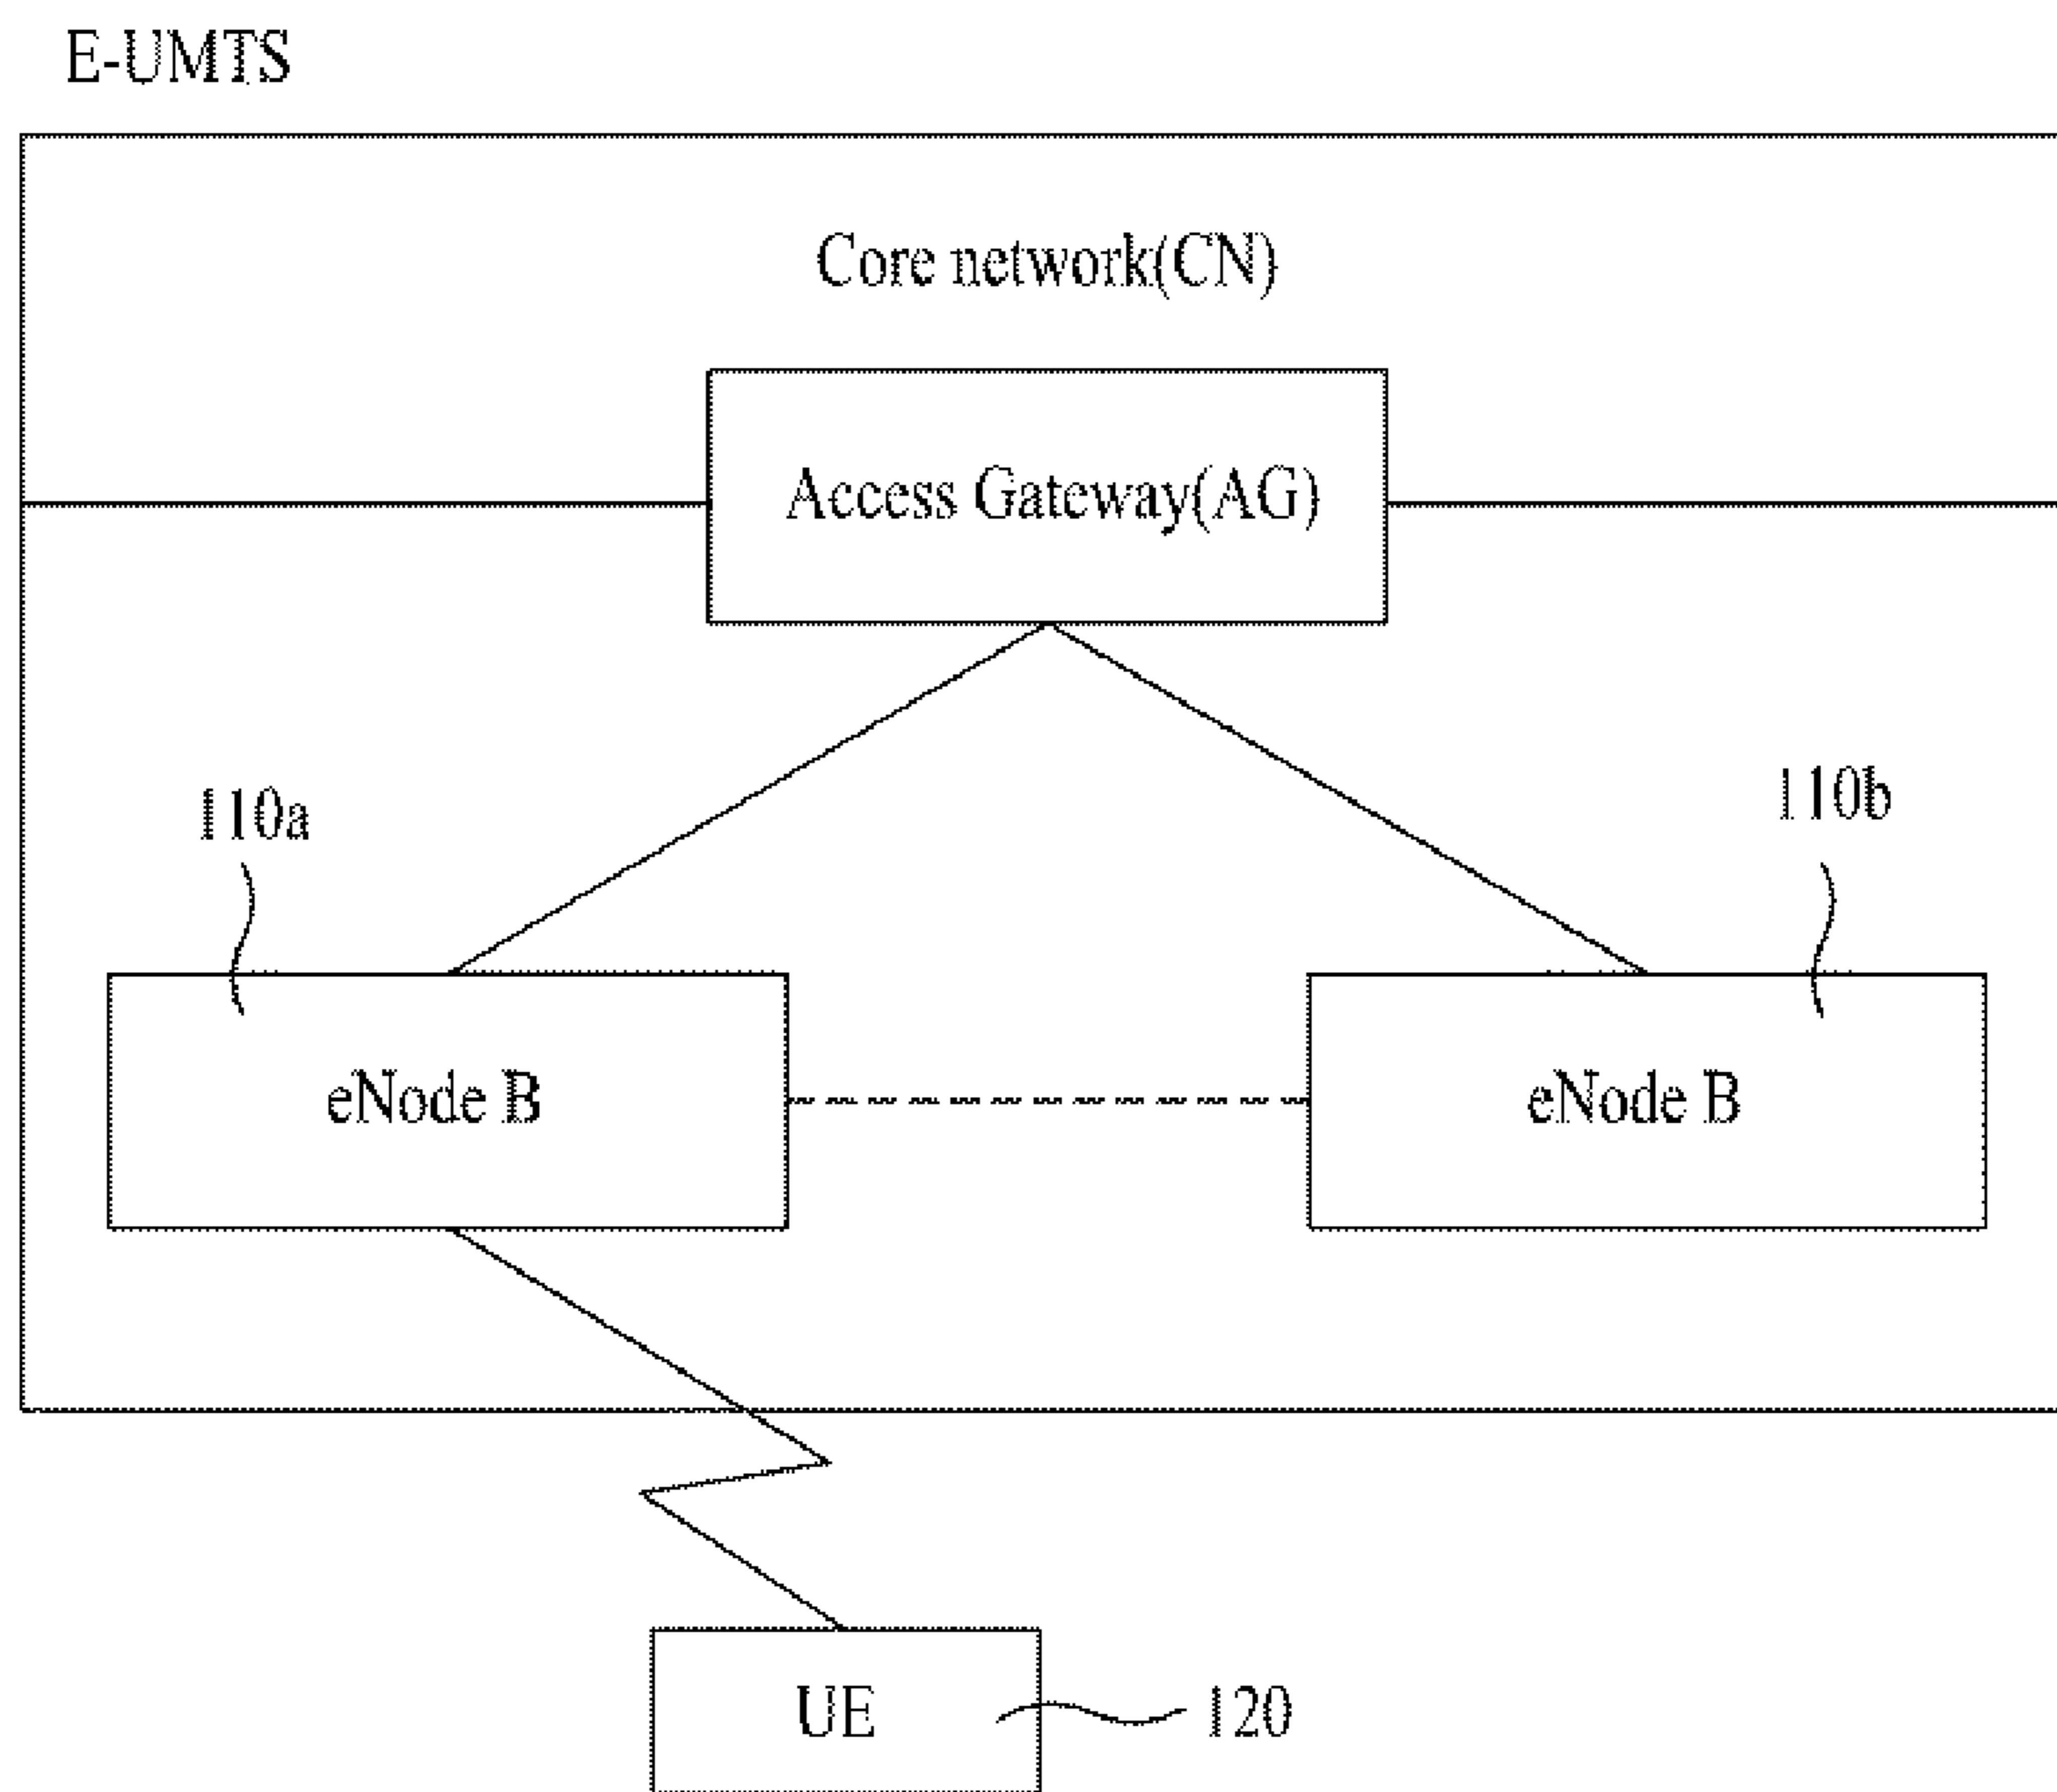 E-UMTS
Core network(CN)
Access Gateway(AG)
110a
110b
eNode B
eNode B
UE
120